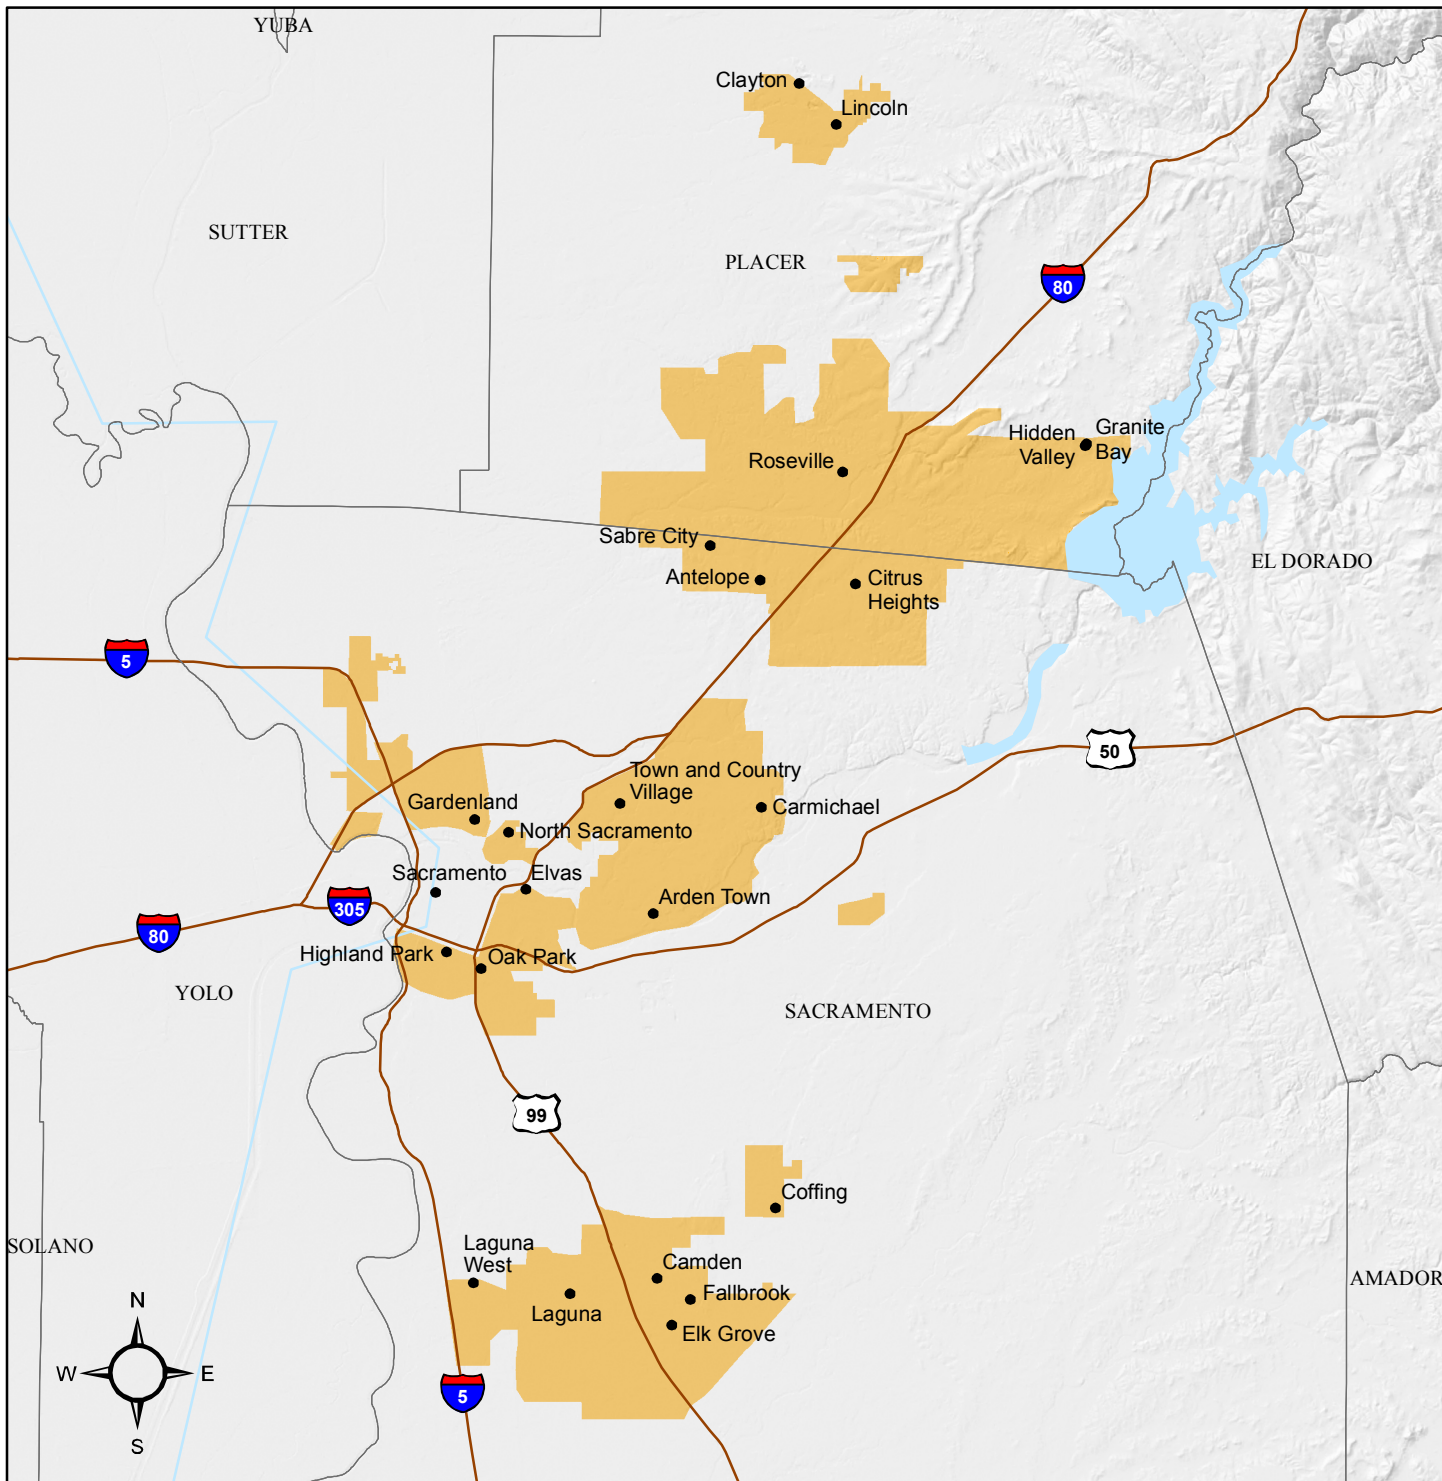 YUBA
Clayton
Lincoln
SUTTER
PLACER
80
Hidden
Valley
Granite
Bay
Roseville
Sabre City
Antelope
Citrus
Heights
EL DORADO
5
50
Town and Country
Village
Gardenland
Carmichael
North Sacramento
Sacramento
Elvas
305
Arden Town
80
Highland Park
Oak Park
YOLO
SACRAMENTO
99
Coffing
SOLANO
Laguna
West
Camden
AMADOR
Fallbrook
Laguna
Elk Grove
N
W
E
S
5